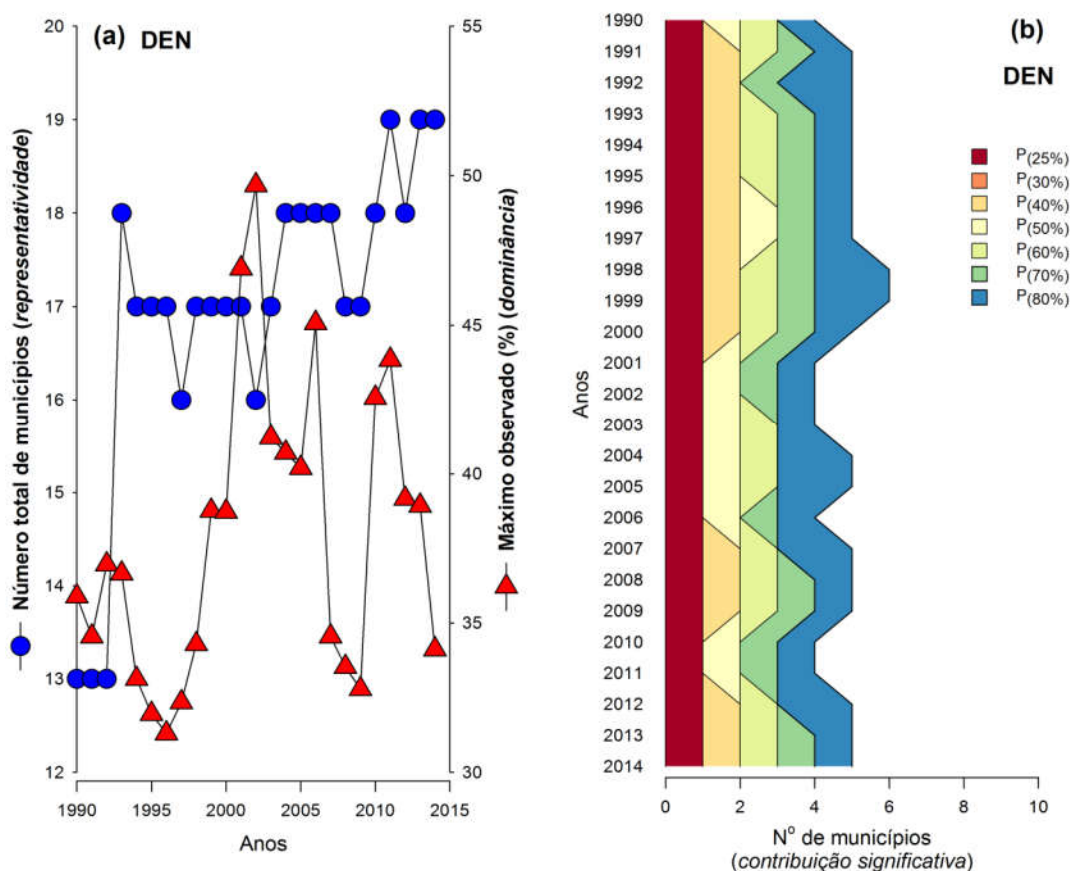 (a) DEN
20
19
18
17
16
15
14
13
12
Número total de municípios (representatividade)
55
50
45
40
35
30
Máximo observado (%) (dominância)
1990 1995 2000 2005 2010 2015
Anos
(b)
DEN
1990
1991
1992
1993
1994
1995
1996
1997
1998
1999
2000
2001
2002
2003
2004
2005
2006
2007
2008
2009
2010
2011
2012
2013
2014
Anos
P(25%)
P(30%)
P(40%)
P(50%)
P(60%)
P(70%)
P(80%)
0 2 4 6 8 10
Nº de municípios
(contribuição significativa)